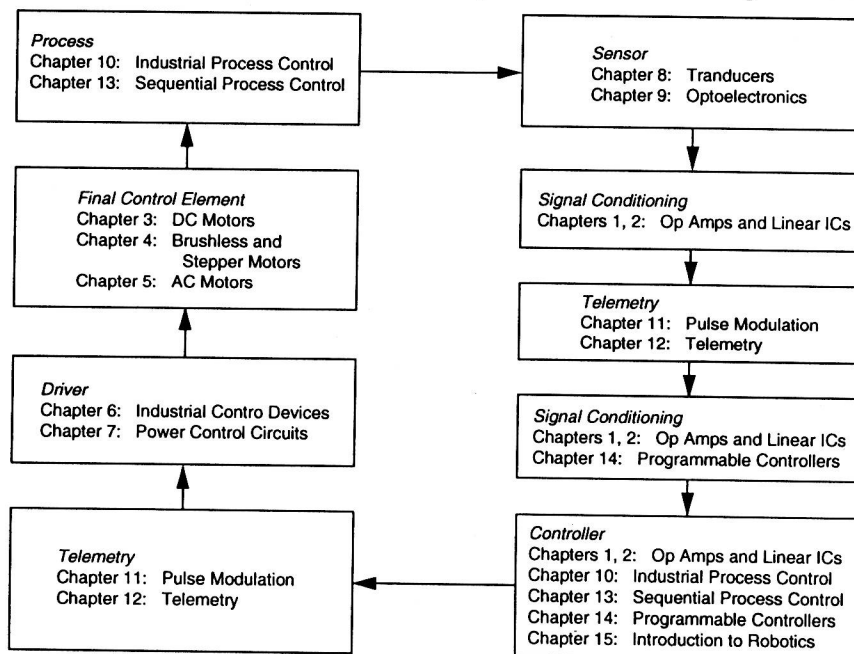 Process
Chapter 10: Industrial Process Control
Chapter 13: Sequential Process Control
Sensor
Chapter 8: Tranducers
Chapter 9: Optoelectronics
Signal Conditioning
Chapters 1, 2: Op Amps and Linear ICs
Telemetry
Chapter 11: Pulse Modulation
Chapter 12: Telemetry
Signal Conditioning
Chapters 1, 2: Op Amps and Linear ICs
Chapter 14: Programmable Controllers
Controller
Chapters 1, 2: Op Amps and Linear ICs
Chapter 10: Industrial Process Control
Chapter 13: Sequential Process Control
Chapter 14: Programmable Controllers
Chapter 15: Introduction to Robotics
Telemetry
Chapter 11: Pulse Modulation
Chapter 12: Telemetry
Driver
Chapter 6: Industrial Contro Devices
Chapter 7: Power Control Circuits
Final Control Element
Chapter 3: DC Motors
Chapter 4: Brushless and
Stepper Motors
Chapter 5: AC Motors